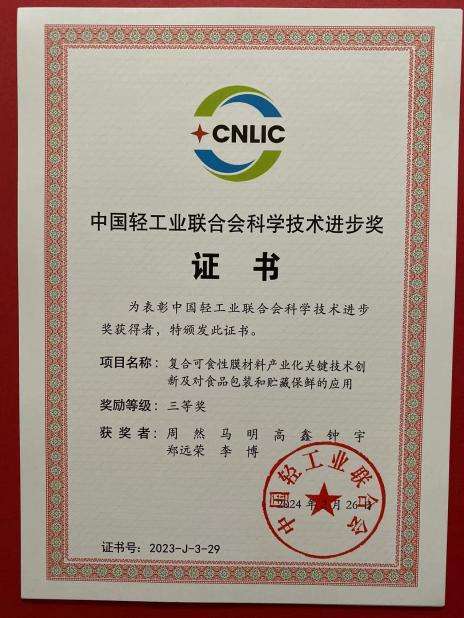 CNLIC
中国轻工业联合会科学技术进步奖
证 书
为表彰中国轻工业联合会科学技术进步
奖获得者，特颁发此证书。
项目名称： 复合可食性膜材料产业化关键技术创
新及对食品包装和贮藏保鲜的应用
奖励等级： 三等奖
获 奖 者： 周 然 马 明 高 鑫 钟 宇
郑远荣 李 博
中国轻工业联合会
2024 年 月 26 日
证书号：2023-J-3-29